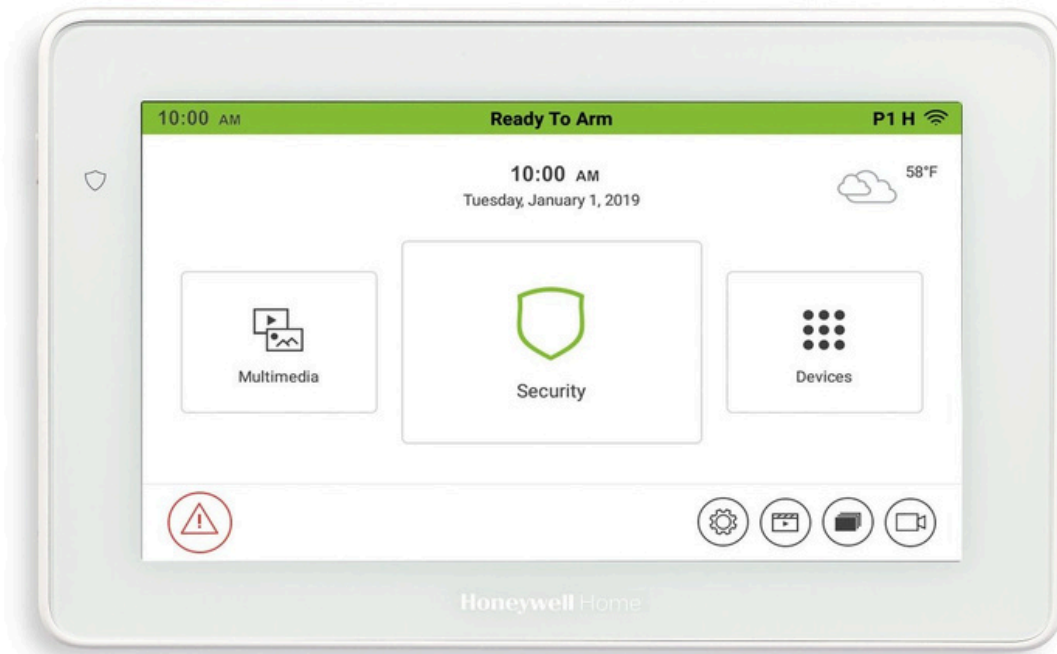 10:00 AM
Ready To Arm
P1 H
10:00 AM
Tuesday, January 1, 2019
58°F
Multimedia
Security
Devices
Honeywell Home